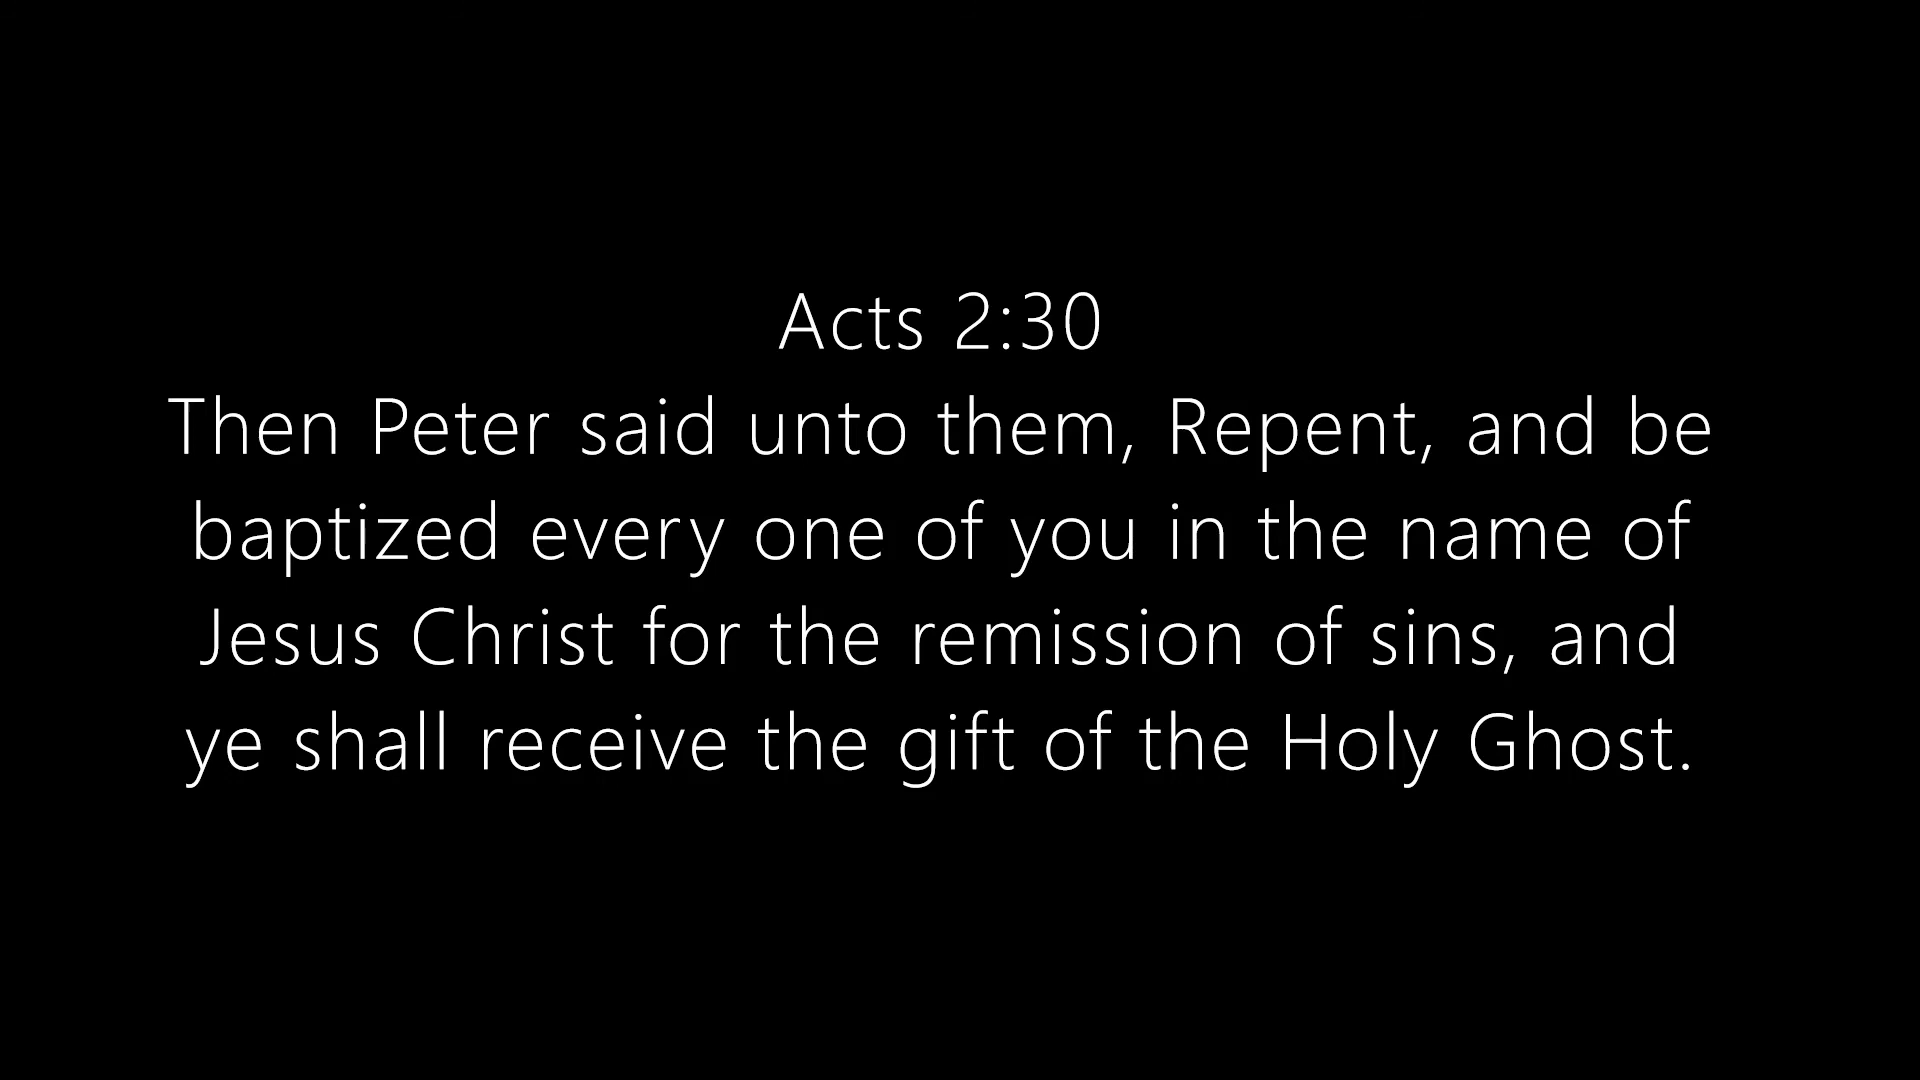 Acts 2:30
Then Peter said unto them, Repent, and be
baptized every one of you in the name of
Jesus Christ for the remission of sins, and
ye shall receive the gift of the Holy Ghost.